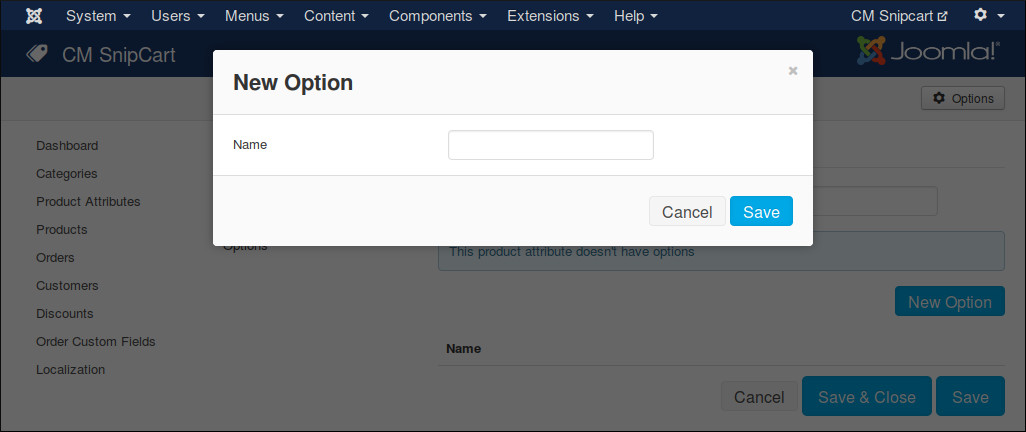 System Users Menus Content Components Extensions Help CM Snipcart
CM SnipCart Joomla!®
New Option ×
Options
Name
Cancel Save
Dashboard
Categories
Product Attributes
Products
Orders
Customers
Discounts
Order Custom Fields
Localization
Options
This product attribute doesn't have options
New Option
Name
Cancel Save & Close Save